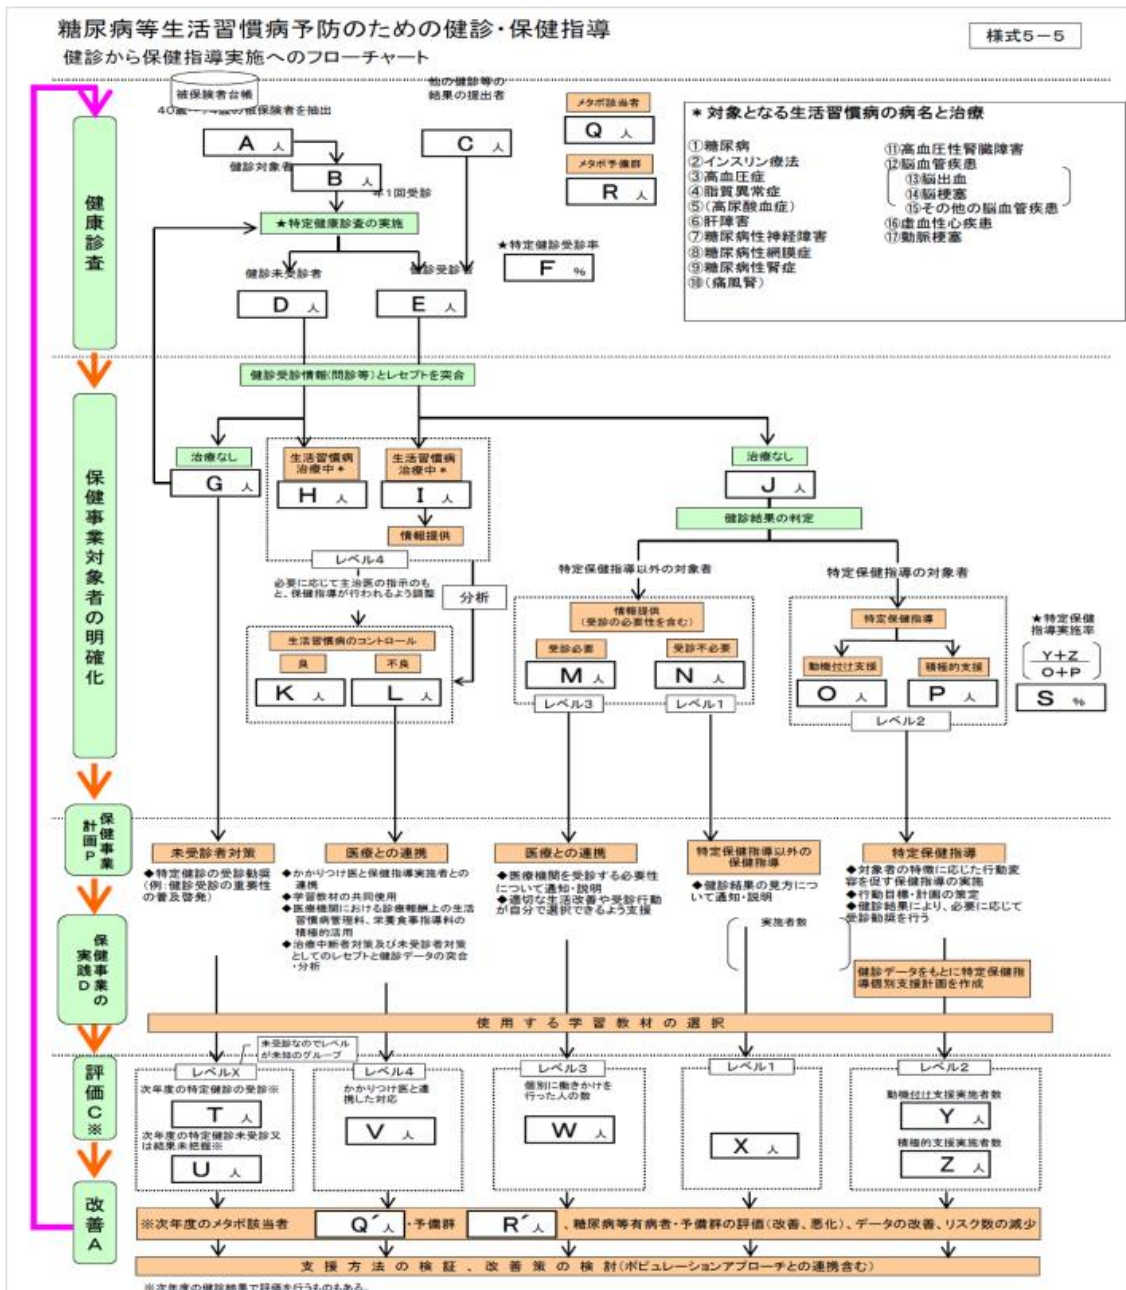 糖尿病等生活習慣病予防のための健診・保健指導
様式5－5
健診から保健指導実施へのフローチャート
被保険者台帳
の被保険者を抽出
他の健診等の
結果の提出者
A 人
C 人
健診対象者
B 人
年1回受診
★特定健康診査の実施
健診未受診者
健診受診者
D 人
E 人
メタボ該当者
Q 人
メタボ予備群
R 人
★特定健診受診率
F %
＊対象となる生活習慣病の病名と治療
①糖尿病
②インスリン療法
③高血圧症
④脂質異常症
⑤(高尿酸血症)
⑥肝障害
⑦糖尿病性神経障害
⑧糖尿病性網膜症
⑨糖尿病性腎症
⑩(痛風腎)
⑪高血圧性腎臓障害
⑫脳血管疾患
⑬脳出血
⑭脳梗塞
⑮その他の脳血管疾患
⑯虚血性心疾患
⑰動脈梗塞
健康診査
健診受診情報(問診等)とレセプトを突合
保健事業対象者の明確化
治療なし
G 人
生活習慣病
治療中＊
H 人
生活習慣病
治療中＊
I 人
情報提供
レベル4
治療なし
J 人
健診結果の判定
必要に応じて主治医の指示のも
と、保健指導が行われるよう調整
分析
生活習慣病のコントロール
良
不良
K 人
L 人
特定保健指導以外の対象者
情報提供
(受診の必要性を含む)
受診必要
受診不必要
M 人
N 人
レベル3
レベル1
特定保健指導の対象者
特定保健指導
動機付け支援
積極的支援
O 人
P 人
レベル2
★特定保健
指導実施率
Y+Z
O+P
S %
保健事業
計画P
未受診者対策
◆特定健診の受診勧奨
(例：健診受診の重要性
の普及啓発)
医療との連携
◆かかりつけ医と保健指導実施者との
連携
◆学習教材の共同使用
◆医療機関における診療報酬上の生活
習慣病管理料、栄養食事指導料の
積極的活用
◆治療中断者対策及び未受診者対策
としてのレセプトと健診データの突合
・分析
医療との連携
◆医療機関を受診する必要性
について通知・説明
◆適切な生活改善や受診行動
が自分で選択できるよう支援
特定保健指導以外の
保健指導
◆健診結果の見方につ
いて通知・説明
実施者数
特定保健指導
◆対象者の特徴に応じた行動変
容を促す保健指導の実施
◆行動目標・計画の策定
◆健診結果により、必要に応じて
受診勧奨を行う
健診データをもとに特定保健指
導個別支援計画を作成
保健事業の
実践D
使用する学習教材の選択
未受診なのでレベル
が未知のグループ
評価C※
レベルX
次年度の特定健診の受診※
T 人
次年度の特定健診未受診又
は結果未把握※
U 人
レベル4
かかりつけ医と連
携した対応
V 人
レベル3
個別に働きかけを
行った人の数
W 人
レベル1
X 人
レベル2
動機付け支援実施者数
Y 人
積極的支援実施者数
Z 人
改善A
※次年度のメタボ該当者 Q´人 ・予備群 R´人 、糖尿病等有病者・予備群の評価(改善、悪化)、データの改善、リスク数の減少
支援方法の検証、改善策の検討(ポピュレーションアプローチとの連携含む)
※次年度の健診結果で評価を行うものもある。